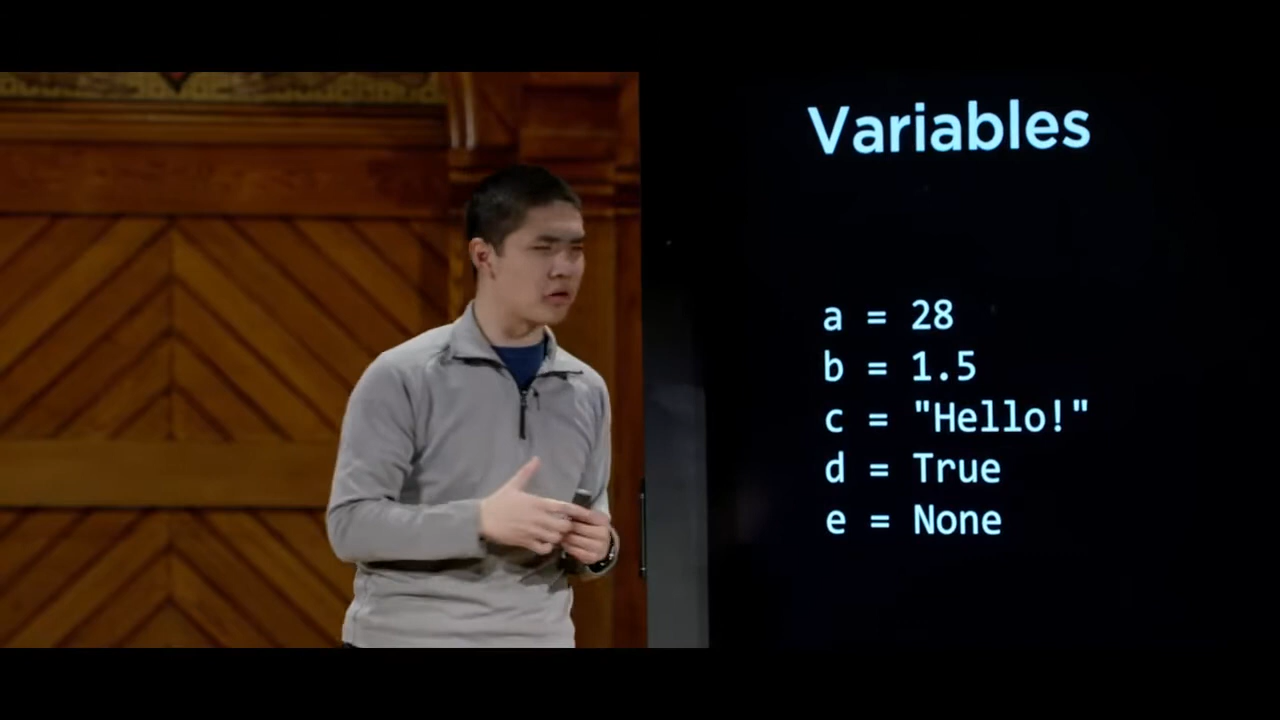 Variables
a = 28
b = 1.5
c = "Hello!"
d = True
e = None